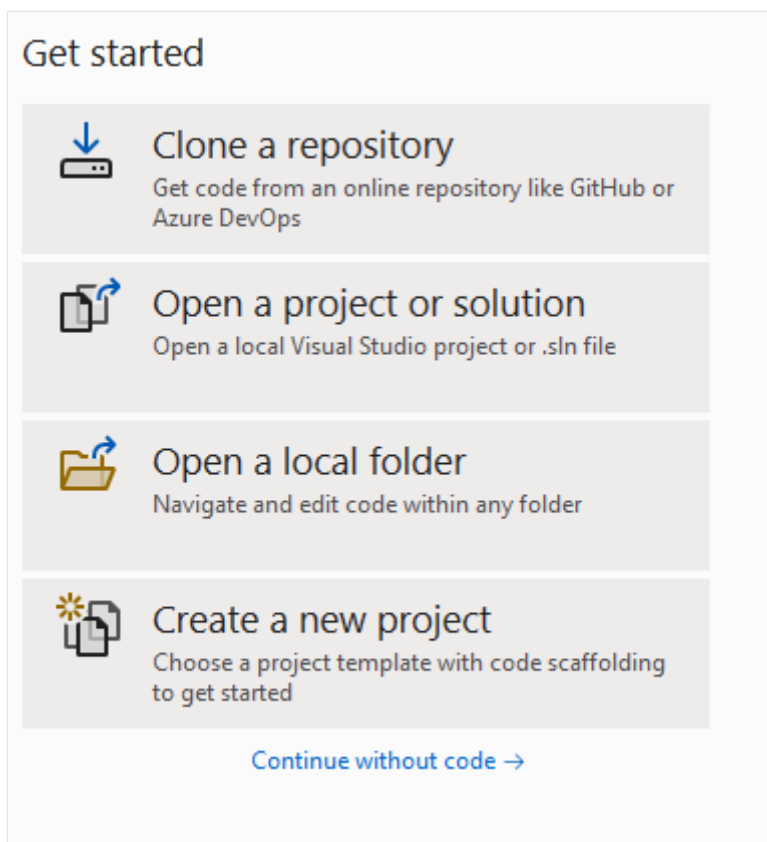 Get started
Clone a repository
Get code from an online repository like GitHub or
Azure DevOps
Open a project or solution
Open a local Visual Studio project or .sln file
Open a local folder
Navigate and edit code within any folder
Create a new project
Choose a project template with code scaffolding
to get started
Continue without code →